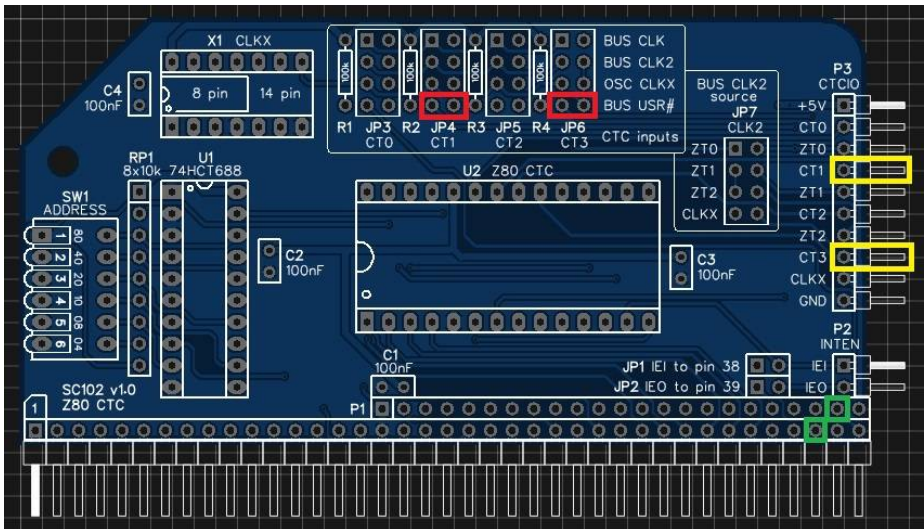 X1 CLKX
C4
100nF
8 pin
14 pin
100k
100k
100k
100k
BUS CLK
BUS CLK2
OSC CLKX
BUS USR#
R1
JP3
CT0
R2
JP4
CT1
R3
JP5
CT2
R4
JP6
CT3
CTC inputs
BUS CLK2
source
JP7
CLK2
ZT0
ZT1
ZT2
CLKX
P3
CTCIO
+5V
CT0
ZT0
CT1
ZT1
CT2
ZT2
CT3
CLKX
GND
RP1
8x10k
U1
74HCT688
U2 Z80 CTC
SW1
ADDRESS
1 80
2 40
3 20
4 10
5 08
6 04
C2
100nF
C3
100nF
C1
100nF
P2
INTEN
JP1 IEI to pin 38
IEI
JP2 IEO to pin 39
IEO
SC102 v1.0
Z80 CTC
P1
1